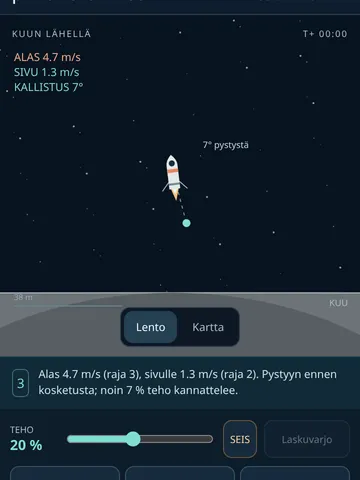 KUUN LÄHELLÄ
T+ 00:00
ALAS 4.7 m/s
SIVU 1.3 m/s
KALLISTUS 7°
7° pystystä
38 m
KUU
Lento
Kartta
3
Alas 4.7 m/s (raja 3), sivulle 1.3 m/s (raja 2). Pystyyn ennen
kosketusta; noin 7 % teho kannattelee.
TEHO
20 %
SEIS
Laskuvarjo